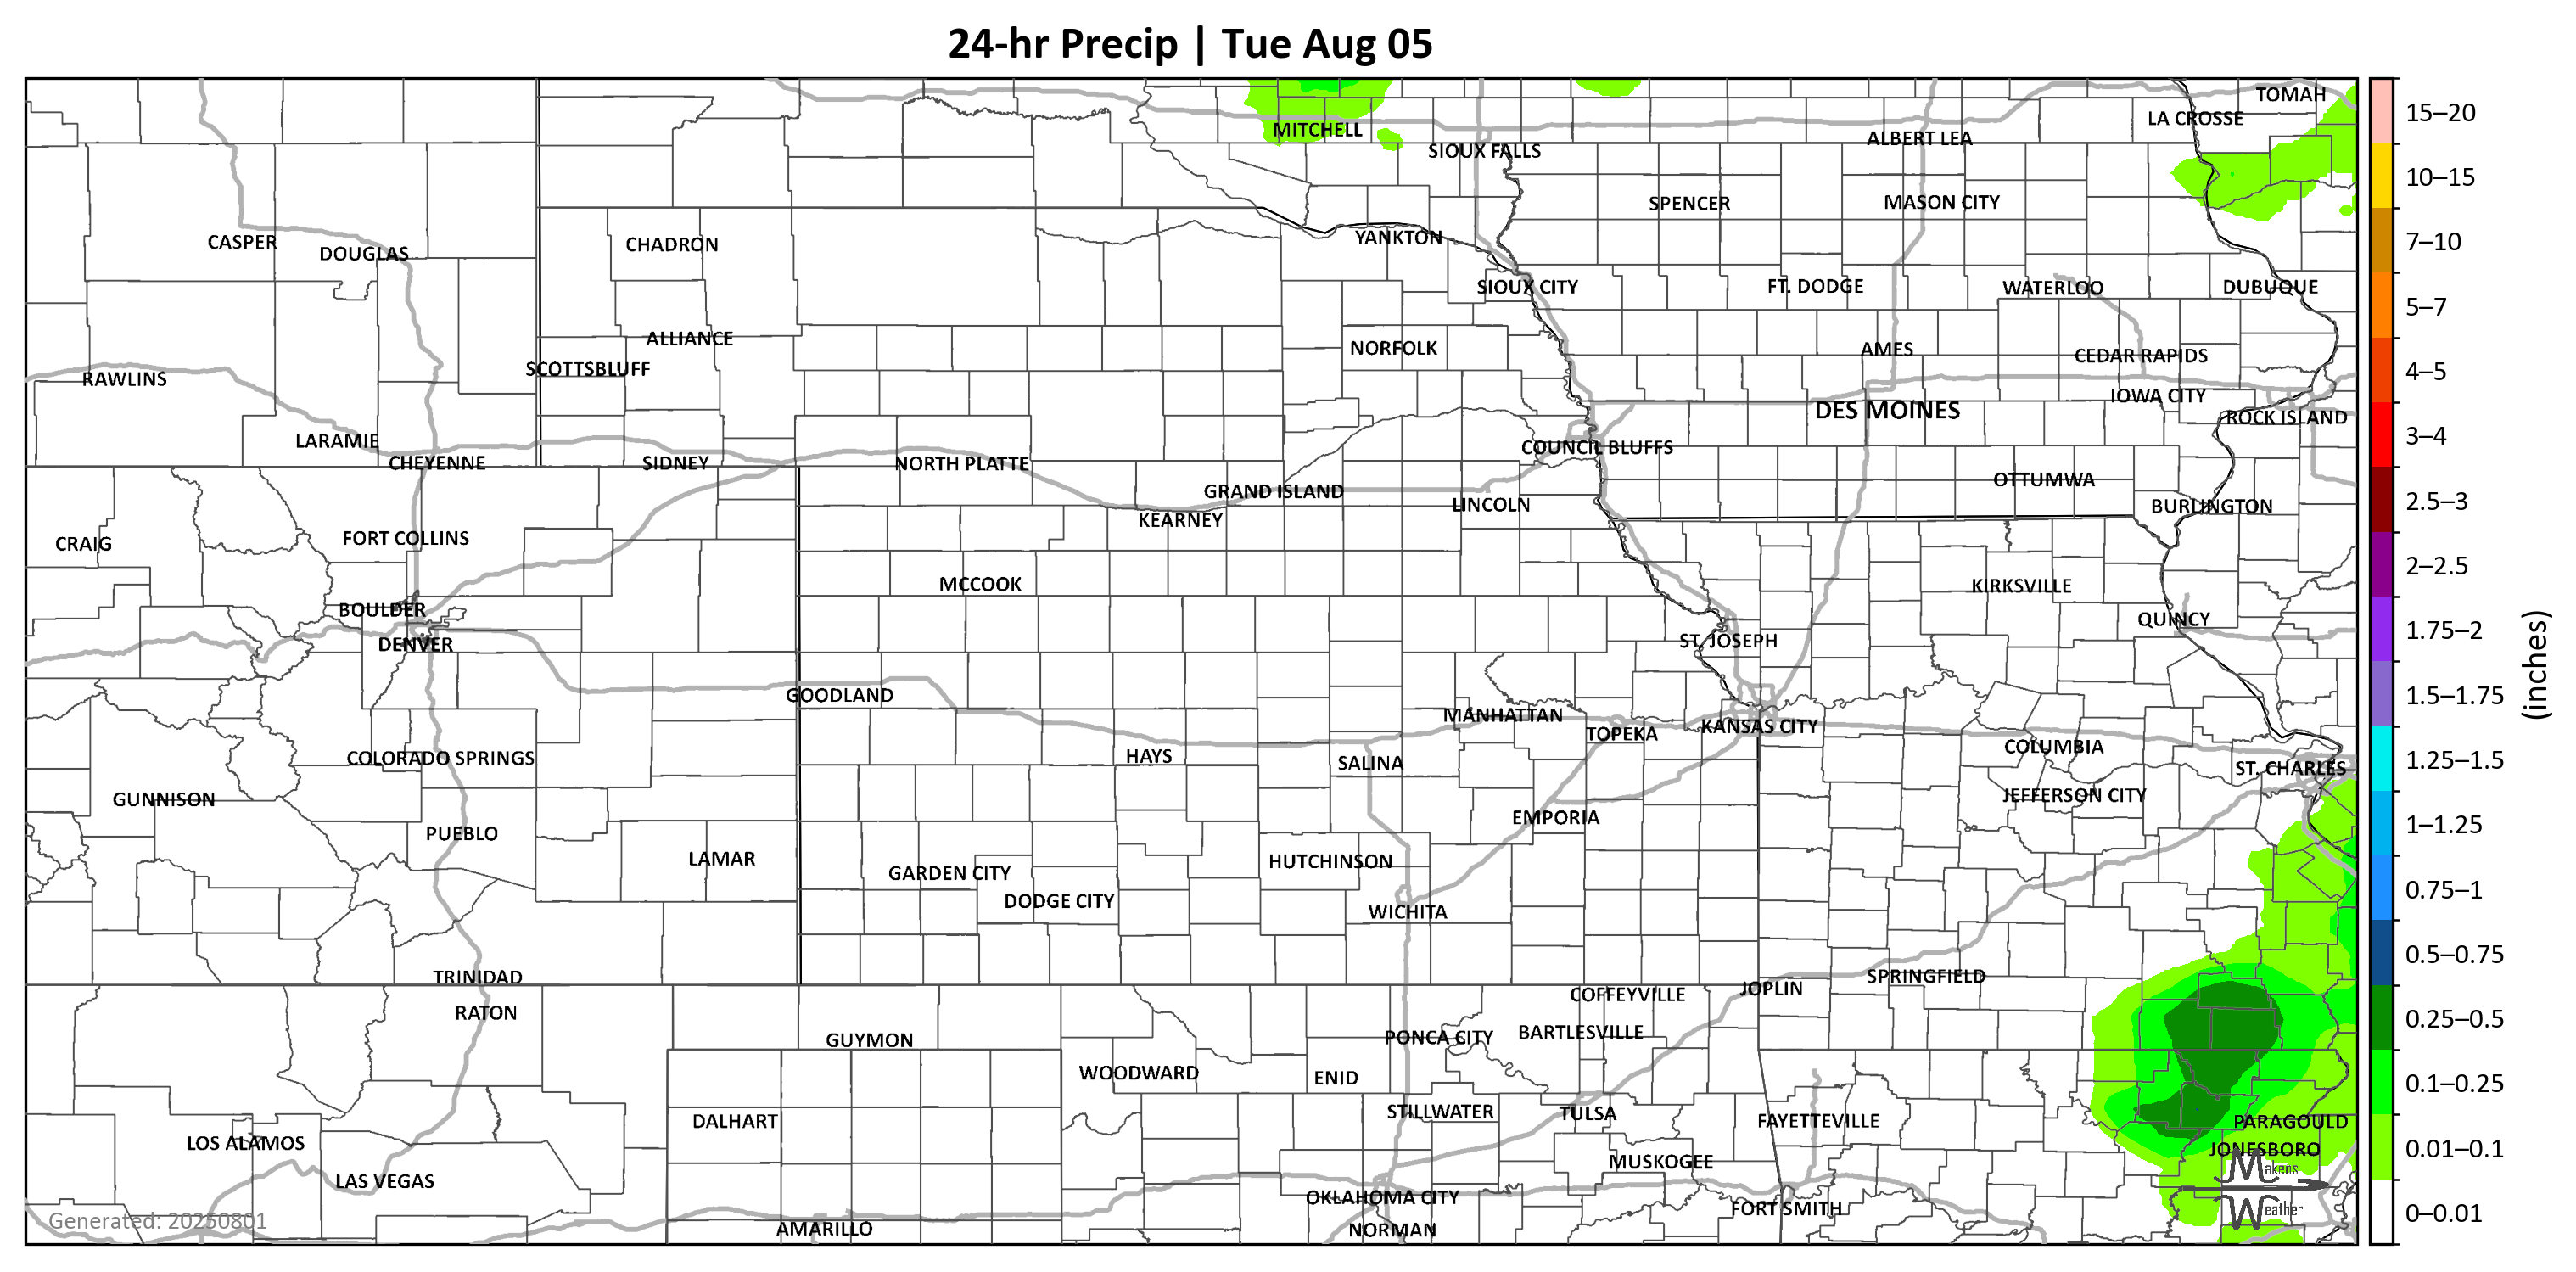 24-hr Precip | Tue Aug 05
TOMAH
LA CROSSE
MITCHELL
ALBERT LEA
SIOUX FALLS
SPENCER
MASON CITY
CASPER
DOUGLAS
CHADRON
YANKTON
SIOUX CITY
FT. DODGE
WATERLOO
DUBUQUE
ALLIANCE
NORFOLK
AMES
CEDAR RAPIDS
SCOTTSBLUFF
RAWLINS
IOWA CITY
DES MOINES
ROCK ISLAND
LARAMIE
COUNCIL BLUFFS
CHEYENNE
SIDNEY
NORTH PLATTE
OTTUMWA
GRAND ISLAND
LINCOLN
BURLINGTON
KEARNEY
FORT COLLINS
CRAIG
MCCOOK
KIRKSVILLE
BOULDER
QUINCY
DENVER
ST. JOSEPH
GOODLAND
MANHATTAN
TOPEKA
KANSAS CITY
COLUMBIA
COLORADO SPRINGS
HAYS
SALINA
ST. CHARLES
GUNNISON
JEFFERSON CITY
EMPORIA
PUEBLO
LAMAR
HUTCHINSON
GARDEN CITY
DODGE CITY
WICHITA
TRINIDAD
SPRINGFIELD
JOPLIN
COFFEYVILLE
RATON
GUYMON
PONCA CITY
BARTLESVILLE
WOODWARD
ENID
STILLWATER
TULSA
DALHART
FAYETTEVILLE
PARAGOULD
LOS ALAMOS
JONESBORO
MUSKOGEE
LAS VEGAS
OKLAHOMA CITY
FORT SMITH
AMARILLO
NORMAN
Generated: 20250801
Makens
Weather
15–20
10–15
7–10
5–7
4–5
3–4
2.5–3
2–2.5
1.75–2
1.5–1.75
1.25–1.5
1–1.25
0.75–1
0.5–0.75
0.25–0.5
0.1–0.25
0.01–0.1
0–0.01
(inches)